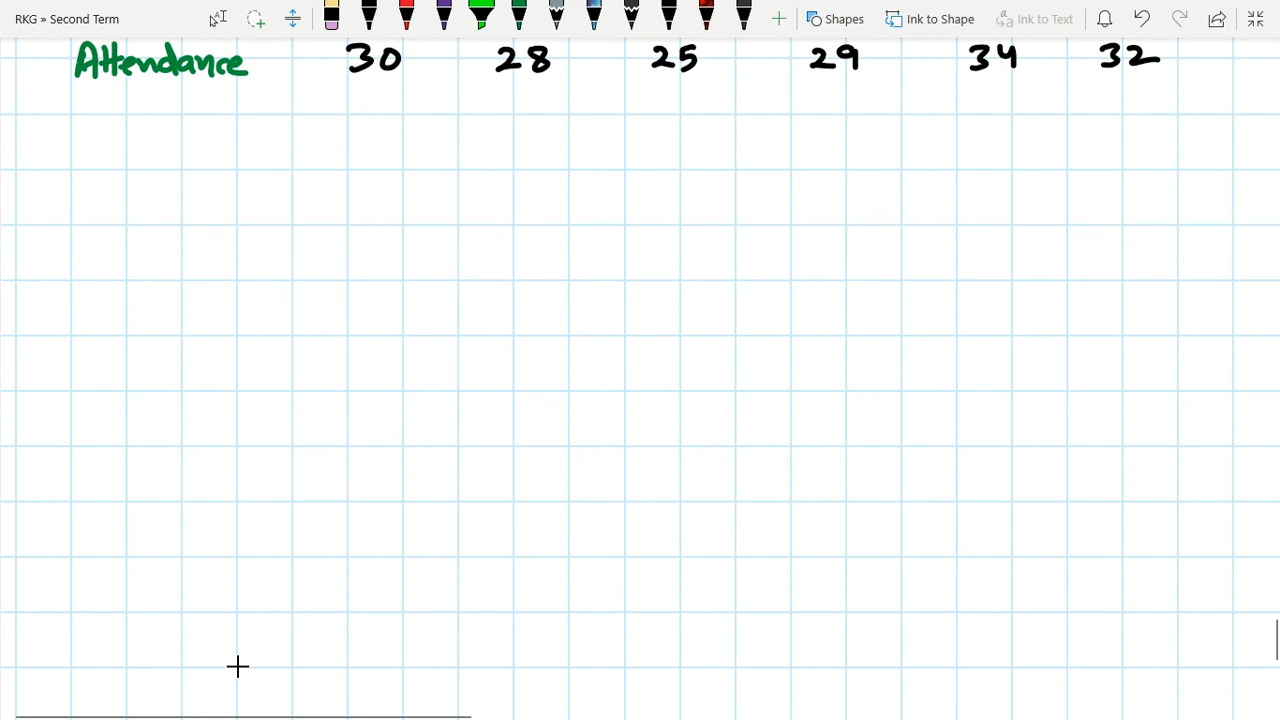 RKG » Second Term
Shapes
Ink to Shape
Ink to Text
Attendance 30 28 25 29 34 32